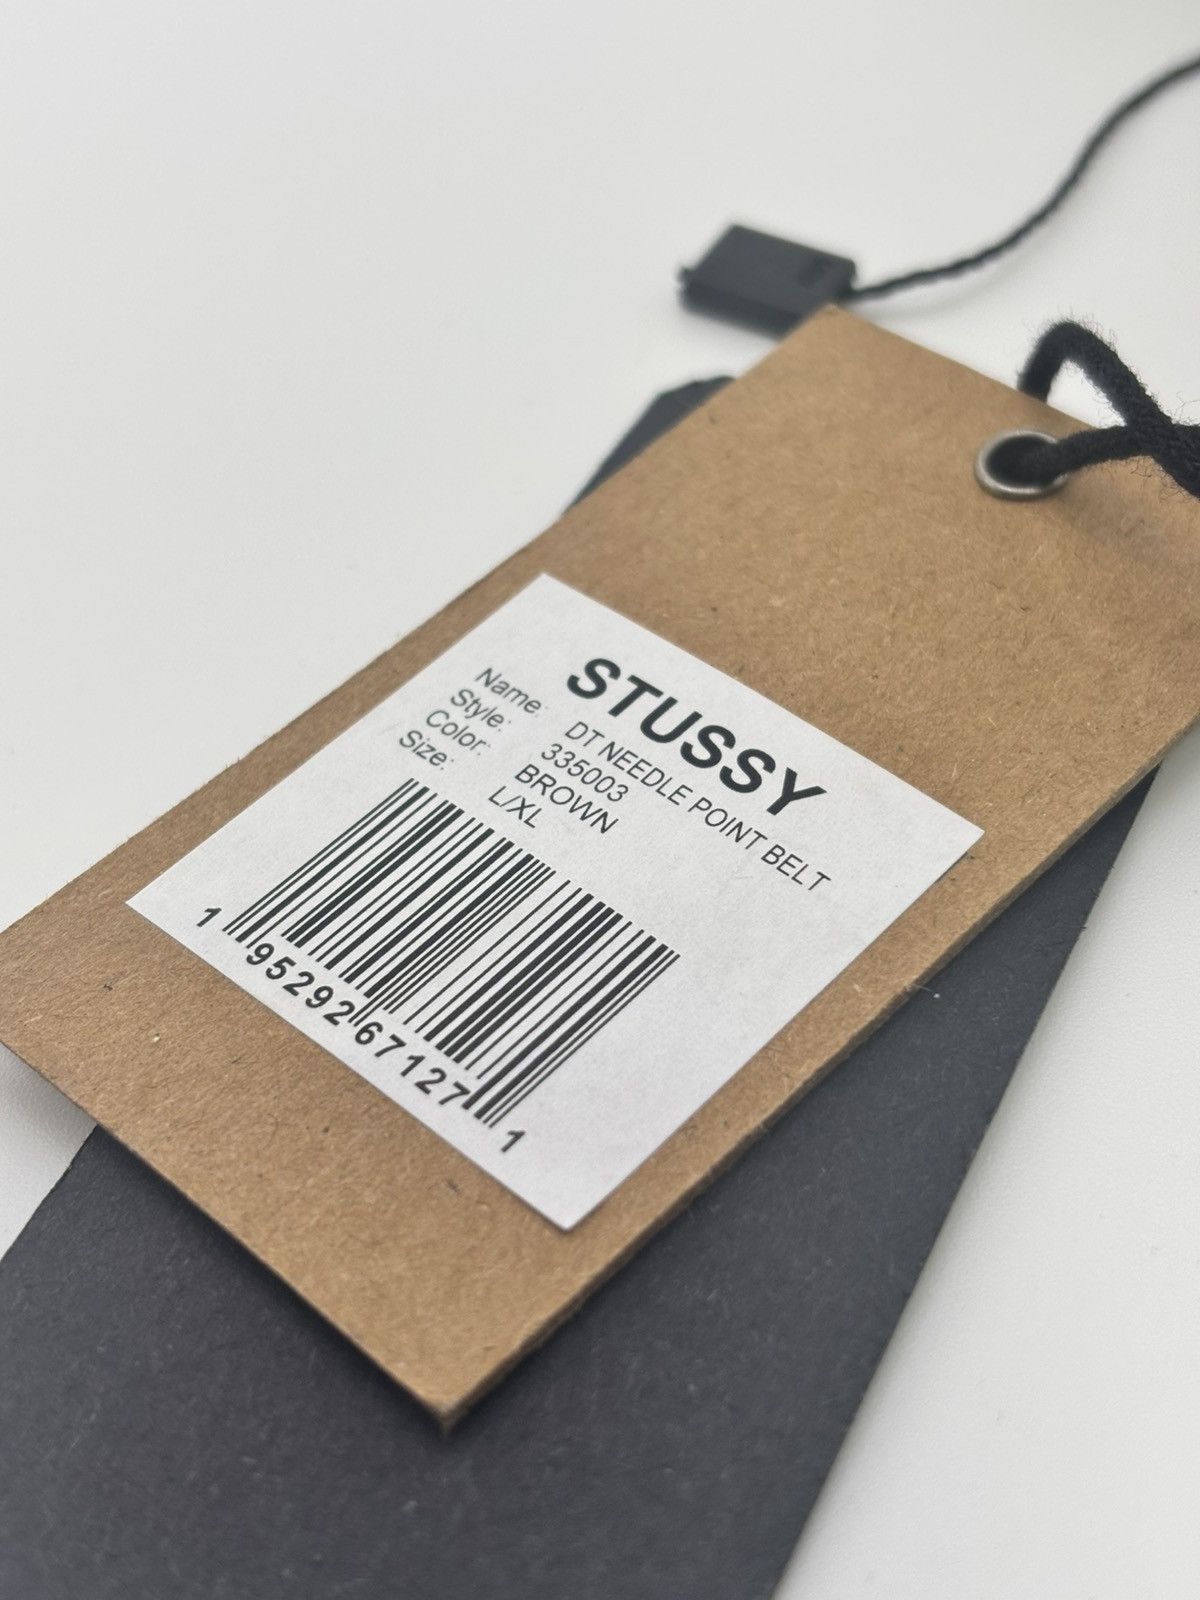 STUSSY
Name: DT NEEDLE POINT BELT
Style: 335003
Color: BROWN
Size: L/XL
1 95292 67127 1